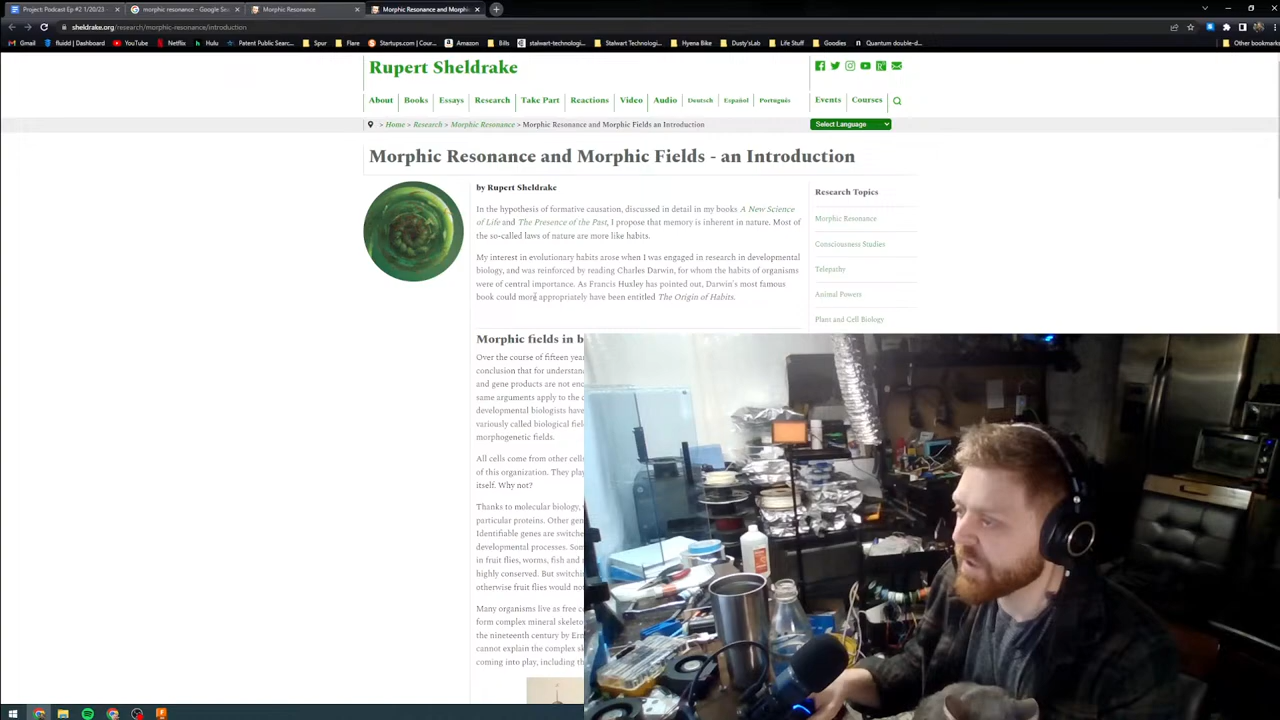 Project: Podcast Ep #2 1/20/23
morphic resonance - Google Se
Morphic Resonance
Morphic Resonance and Morphic
sheldrake.org/research/morphic-resonance/introduction
Gmail
fluidd | Dashboard
YouTube
Netflix
Hulu
Patent Public Searc...
Spur
Flare
Startups.com | Cour...
Amazon
Bills
stalwart-technologi...
Stalwart Technologi...
Hyena Bike
Dusty'sLab
Life Stuff
Goodies
Quantum double-d...
Other bookmarks
Rupert Sheldrake
About
Books
Essays
Research
Take Part
Reactions
Video
Audio
Deutsch
Español
Português
Events
Courses
> Home > Research > Morphic Resonance > Morphic Resonance and Morphic Fields an Introduction
Select Language
Morphic Resonance and Morphic Fields - an Introduction
by Rupert Sheldrake
In the hypothesis of formative causation, discussed in detail in my books A New Science
of Life and The Presence of the Past, I propose that memory is inherent in nature. Most of
the so-called laws of nature are more like habits.
My interest in evolutionary habits arose when I was engaged in research in developmental
biology, and was reinforced by reading Charles Darwin, for whom the habits of organisms
were of central importance. As Francis Huxley has pointed out, Darwin's most famous
book could more appropriately have been entitled The Origin of Habits.
Research Topics
Morphic Resonance
Consciousness Studies
Telepathy
Animal Powers
Plant and Cell Biology
Morphic fields in b
Over the course of fifteen yea
conclusion that for understan
and gene products are not en
same arguments apply to the
developmental biologists have
variously called biological fiel
morphogenetic fields.
All cells come from other cells
of this organization. They play
itself. Why not?
Thanks to molecular biology,
particular proteins. Other gen
Identifiable genes are switche
developmental processes. Som
in fruit flies, worms, fish and
highly conserved. But switchin
otherwise fruit flies would no
Many organisms live as free c
form complex mineral skeleto
the nineteenth century by Ern
cannot explain the complex sk
coming into play, including th